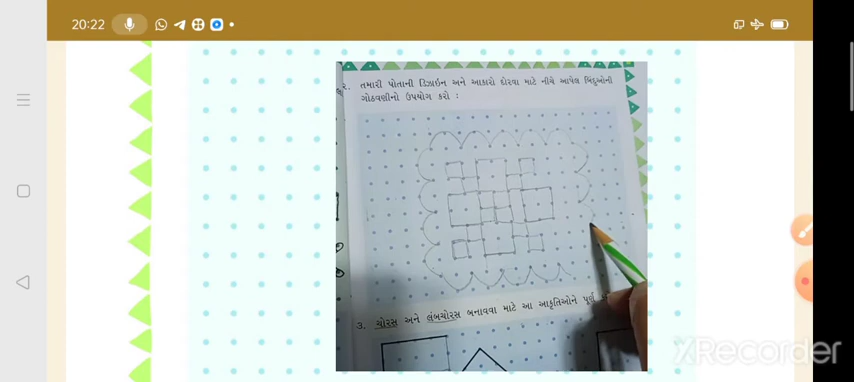 20:22
૨. તમારી પોતાની ડિઝાઇન અને આકારો દોરવા માટે નીચે આપેલ બિંદુઓની
ગોઠવણીનો ઉપયોગ કરો :
3. ચોરસ અને લંબચોરસ બનાવવા માટે આ આકૃતિઓને પૂર્ણ
XRecorder